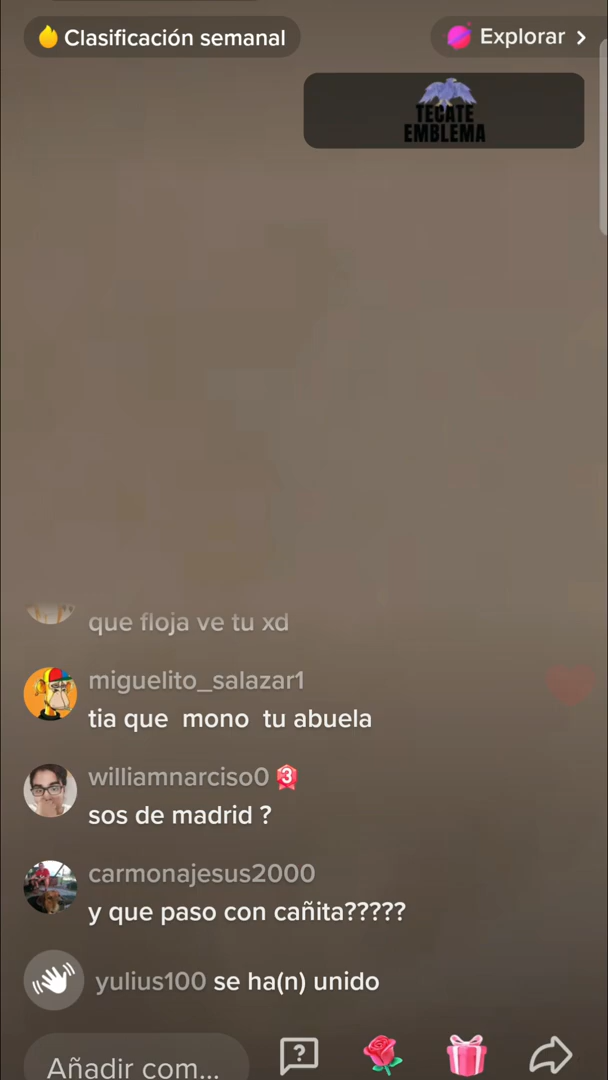 Clasificación semanal
Explorar
TECATE
EMBLEMA
que floja ve tu xd
miguelito_salazar1
tia que mono tu abuela
williamnarciso0 3
sos de madrid ?
carmonajesus2000
y que paso con cañita?????
yulius100 se ha(n) unido
Añadir com...
?